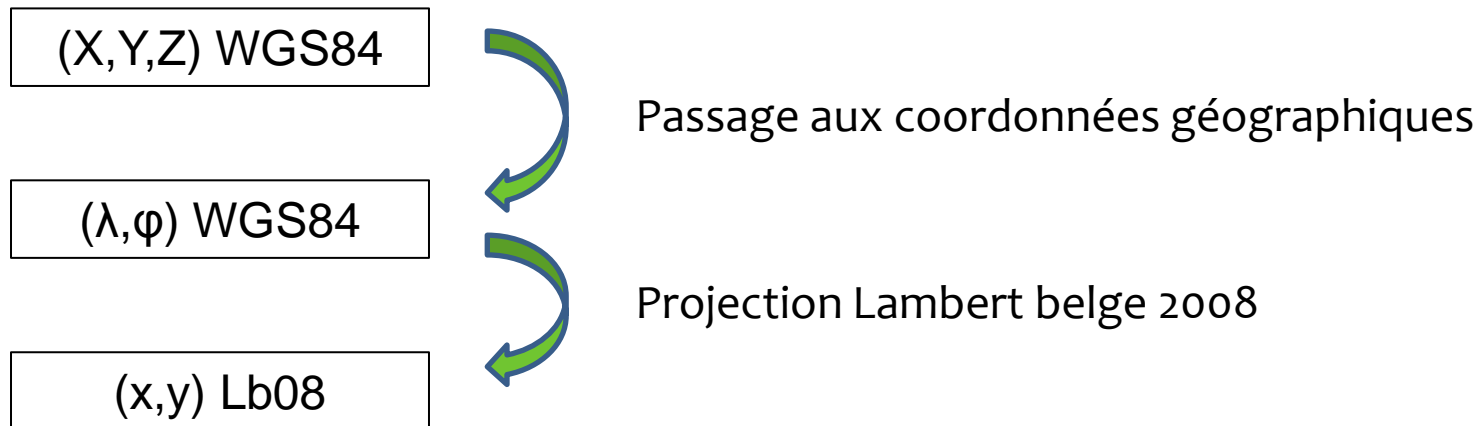 (X,Y,Z) WGS84
Passage aux coordonnées géographiques
(λ,φ) WGS84
Projection Lambert belge 2008
(x,y) Lb08